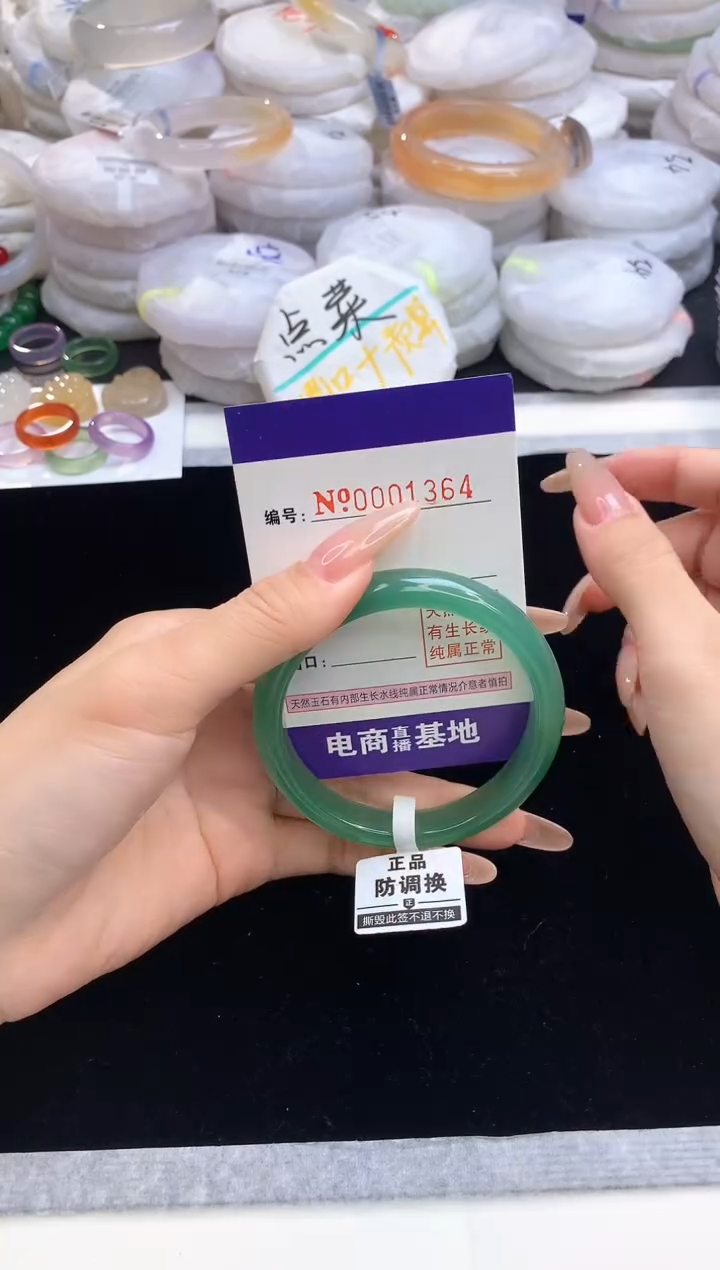 点菜
编号: №0001364
有生长
纯属正常
口:
天然玉石有内部生长水线纯属正常情况介意者慎拍
电商直播基地
正品
防调换
正
撕毁此签不退不换